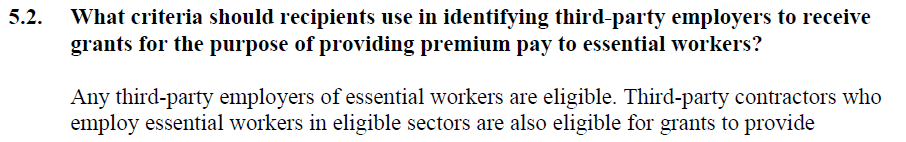 5.2. What criteria should recipients use in identifying third-party employers to receive
grants for the purpose of providing premium pay to essential workers?
Any third-party employers of essential workers are eligible. Third-party contractors who
employ essential workers in eligible sectors are also eligible for grants to provide